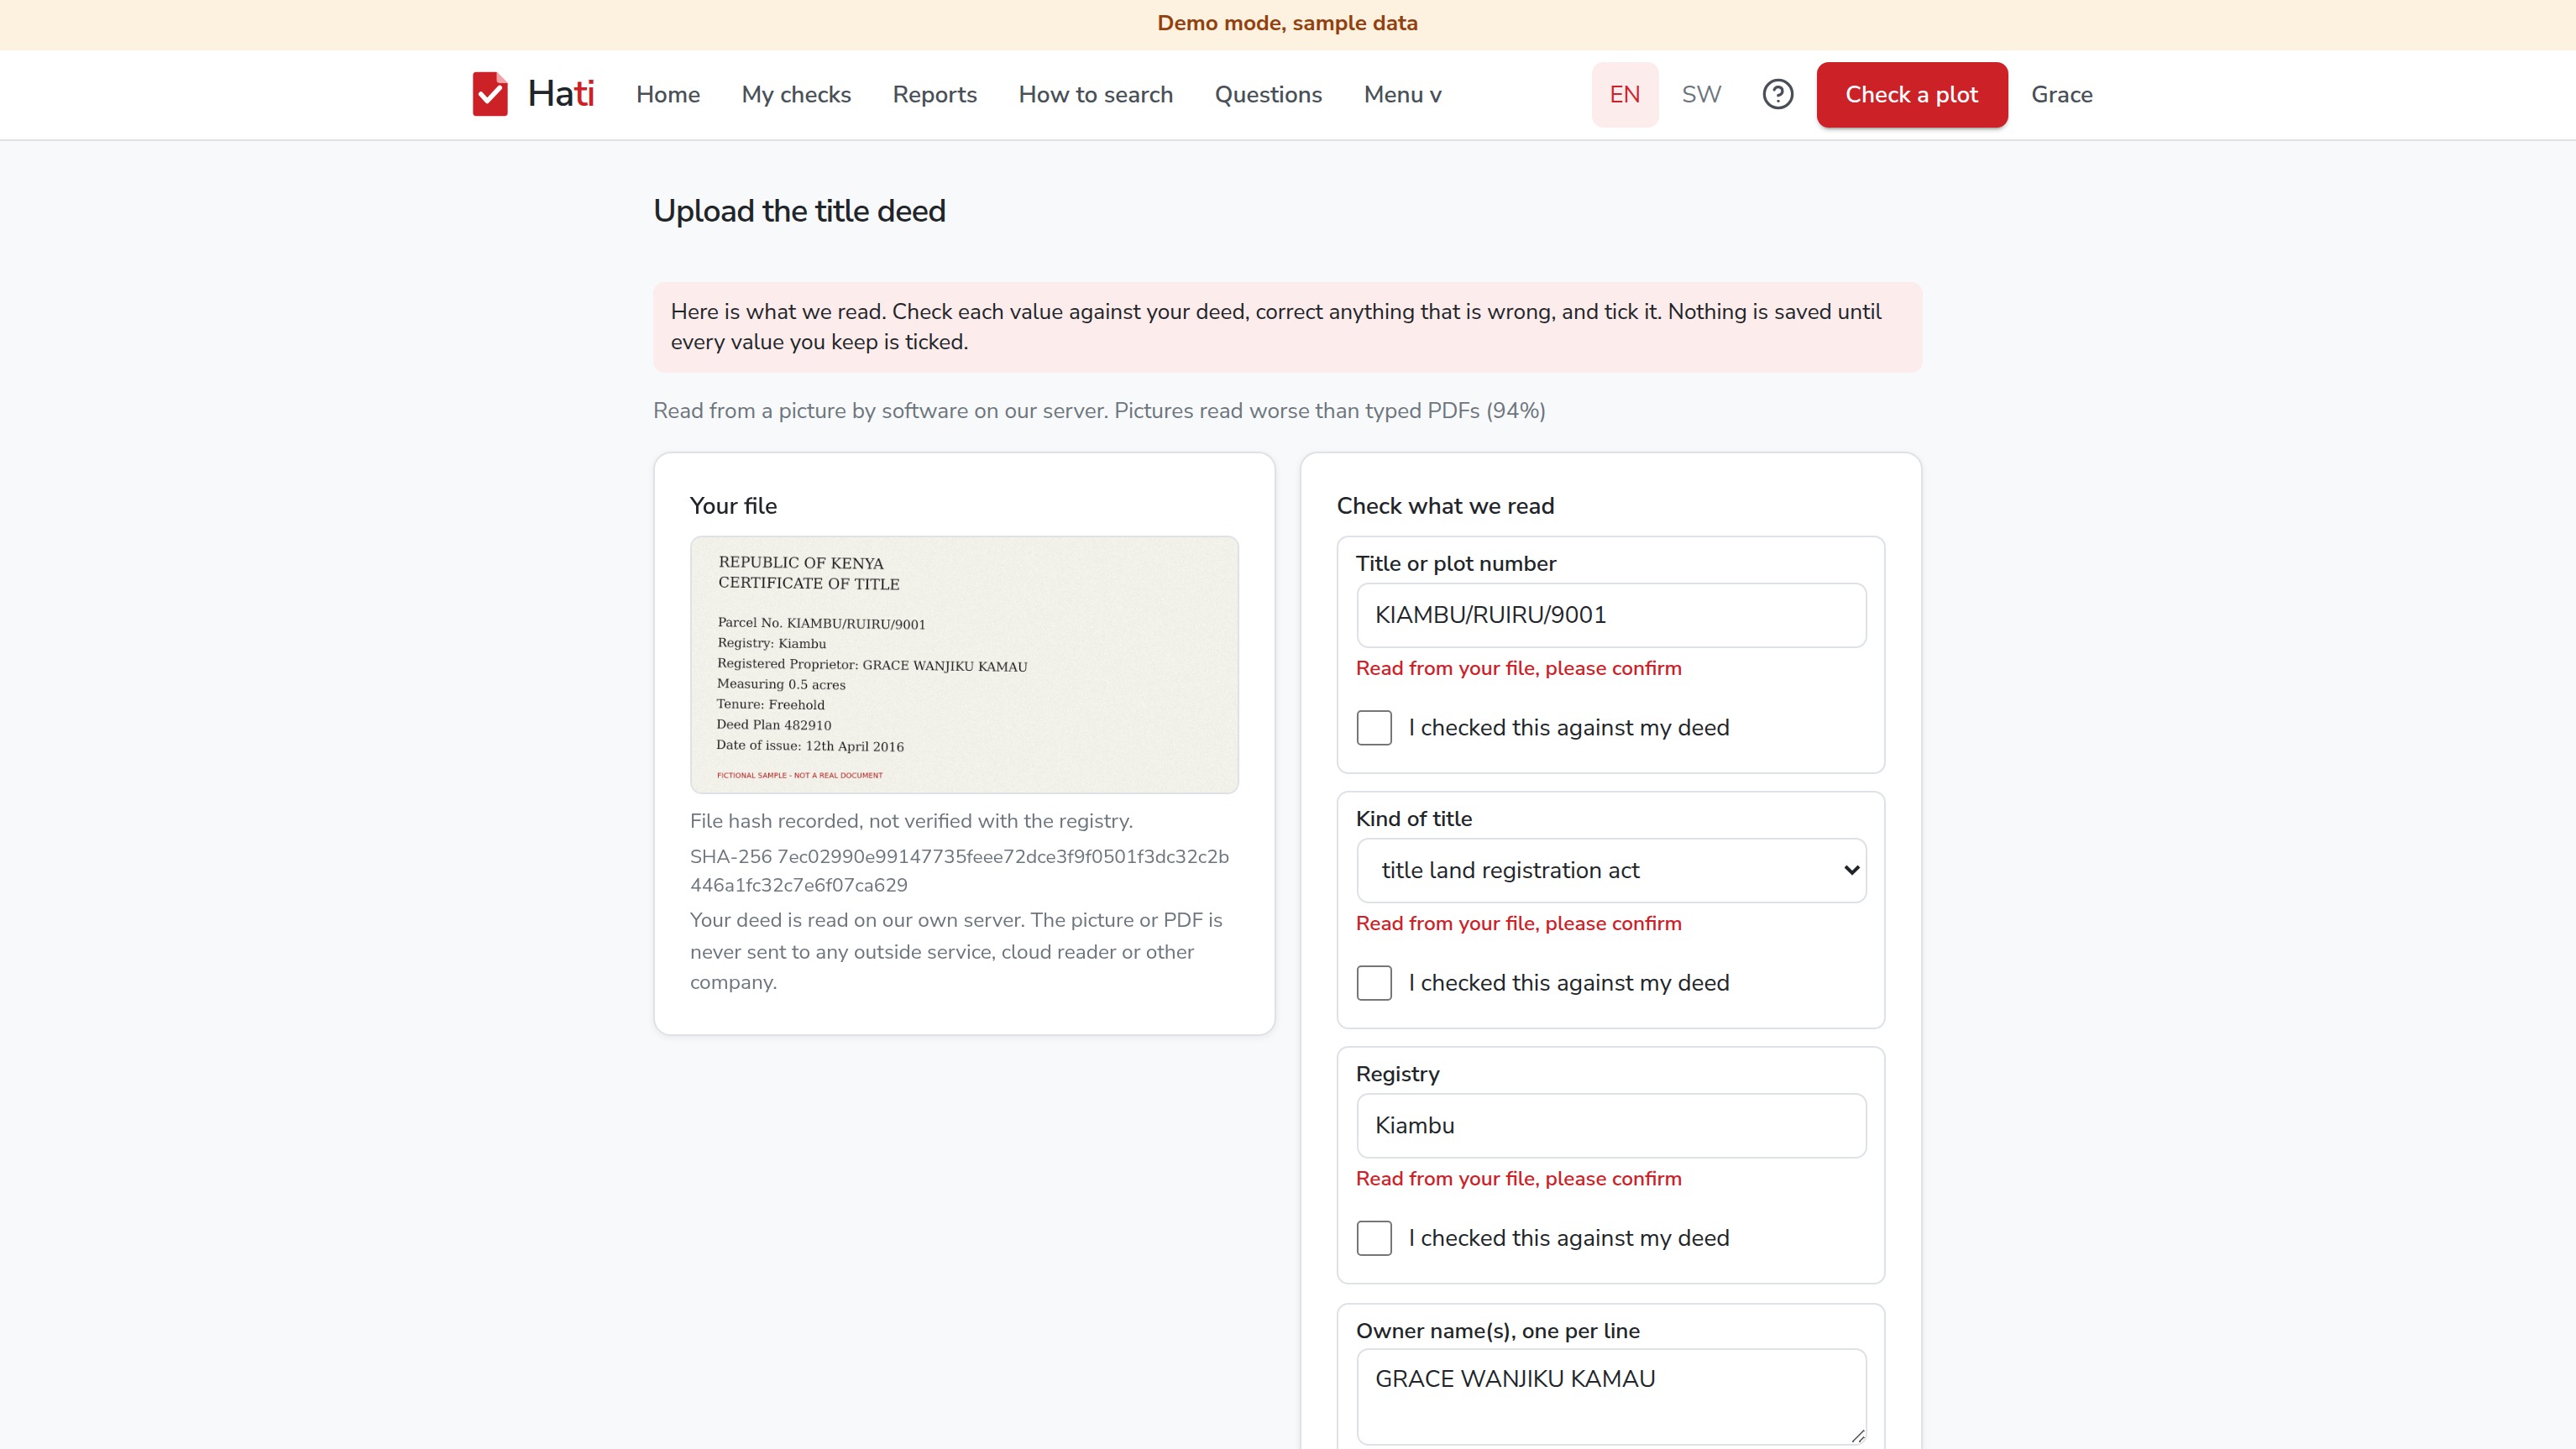 Demo mode, sample data
Hati
Home
My checks
Reports
How to search
Questions
Menu v
EN
SW
?
Check a plot
Grace
Upload the title deed
Here is what we read. Check each value against your deed, correct anything that is wrong, and tick it. Nothing is saved until
every value you keep is ticked.
Read from a picture by software on our server. Pictures read worse than typed PDFs (94%)
Your file
REPUBLIC OF KENYA
CERTIFICATE OF TITLE
Parcel No. KIAMBU/RUIRU/9001
Registry: Kiambu
Registered Proprietor: GRACE WANJIKU KAMAU
Measuring 0.5 acres
Tenure: Freehold
Deed Plan 482910
Date of issue: 12th April 2016
FICTIONAL SAMPLE - NOT A REAL DOCUMENT
File hash recorded, not verified with the registry.
SHA-256 7ec02990e99147735feee72dce3f9f0501f3dc32c2b
446a1fc32c7e6f07ca629
Your deed is read on our own server. The picture or PDF is
never sent to any outside service, cloud reader or other
company.
Check what we read
Title or plot number
KIAMBU/RUIRU/9001
Read from your file, please confirm
I checked this against my deed
Kind of title
title land registration act
Read from your file, please confirm
I checked this against my deed
Registry
Kiambu
Read from your file, please confirm
I checked this against my deed
Owner name(s), one per line
GRACE WANJIKU KAMAU